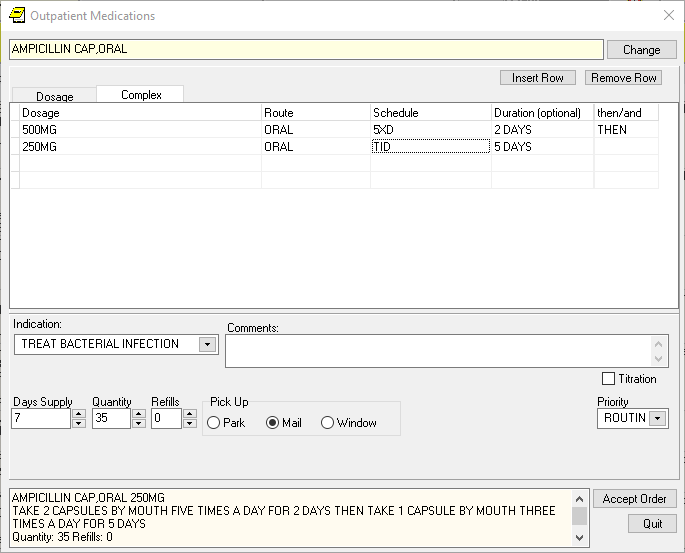 Outpatient Medications
AMPICILLIN CAP,ORAL
Change
Insert Row
Remove Row
Dosage
Complex
Dosage Route Schedule Duration (optional) then/and
500MG ORAL 5XD 2 DAYS THEN
250MG ORAL TID 5 DAYS
Indication:
TREAT BACTERIAL INFECTION
Comments:
Titration
Days Supply Quantity Refills Pick Up Priority
7 35 0 Park Mail Window ROUTIN
AMPICILLIN CAP,ORAL 250MG
TAKE 2 CAPSULES BY MOUTH FIVE TIMES A DAY FOR 2 DAYS THEN TAKE 1 CAPSULE BY MOUTH THREE
TIMES A DAY FOR 5 DAYS
Quantity: 35 Refills: 0
Accept Order
Quit